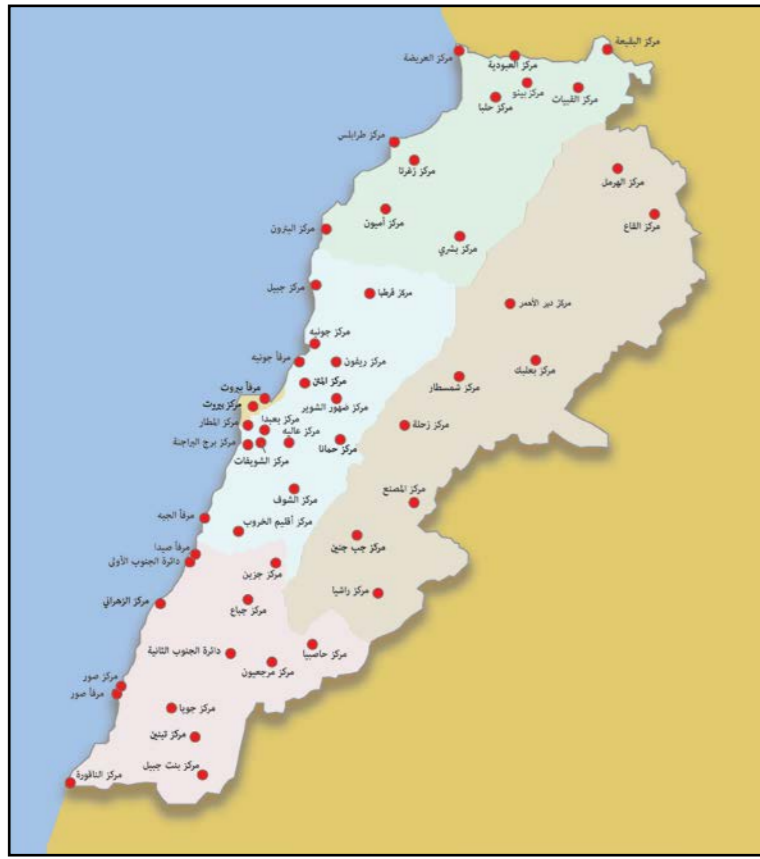 مركز البقيعة
مركز العريضة
مركز العبودية
مركز بينو
مركز القبيات
مركز حلبا
مركز طرابلس
مركز زغرتا
مركز الهرمل
مركز أميون
مركز القاع
مركز البترون
مركز بشري
مركز جبيل
مركز قرطبا
مركز دير الأهمر
مركز جونيه
مرفأ جونيه
مركز ريفون
مركز بعلبك
مركز المتن
مركز شمسطار
مرفأ بيروت
مركز بيروت
مركز ضهور الشوير
مركز المطار
مركز بعبدا
مركز عاليه
مركز زحلة
مركز برج البراجنة
مركز الشويفات
مركز حمانا
مركز الشوف
مركز المصنع
مرفأ الجيه
مركز أقليم الخروب
مركز جب جنين
مرفأ صيدا
دائرة الجنوب الأولى
مركز جزين
مركز راشيا
مركز الزهراني
مركز جباع
دائرة الجنوب الثانية
مركز حاصبيا
مركز مرجعيون
مركز صور
مرفأ صور
مركز جويا
مركز تبنين
مركز بنت جبيل
مركز الناقورة